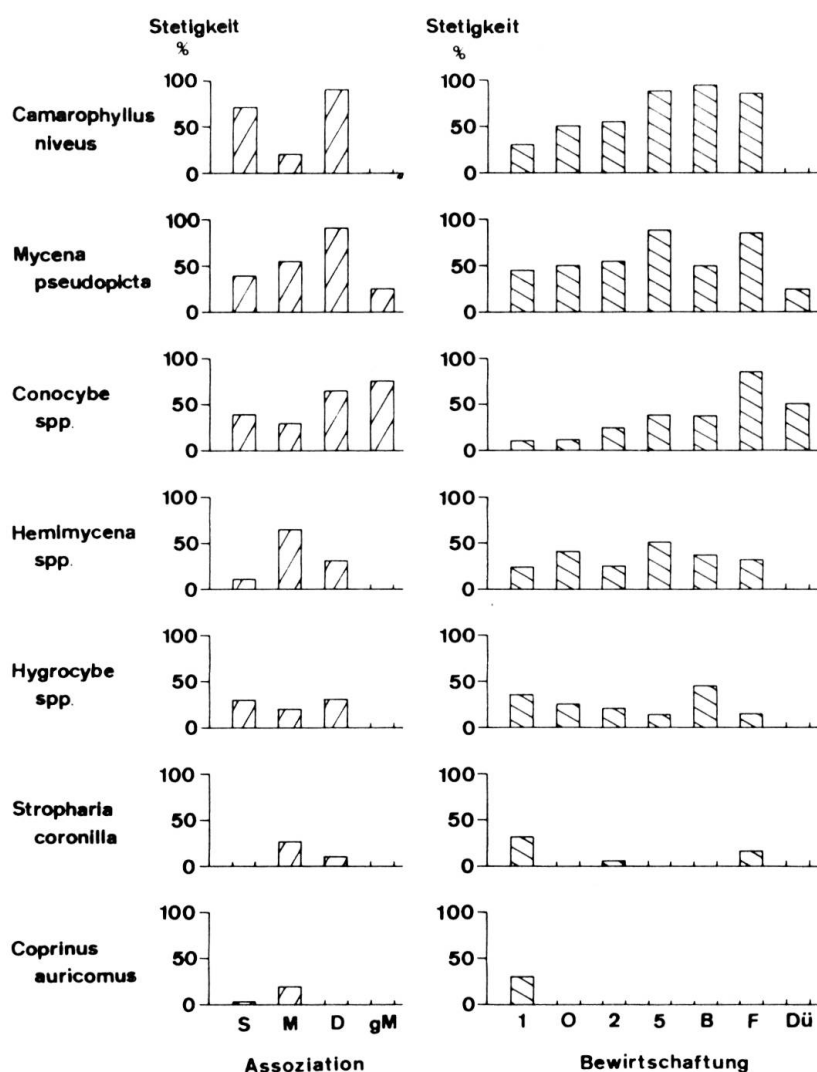 Stetigkeit Stetigkeit
% %
Camarophyllus
niveus
100 100
50 50
0 0
Mycena
pseudopicta
100 100
50 50
0 0
Conocybe
spp.
100 100
50 50
0 0
Hemimycena
spp.
100 100
50 50
0 0
Hygrocybe
spp.
100 100
50 50
0 0
Stropharia
coronilla
100 100
50 50
0 0
Coprinus
auricomus
100 100
50 50
0 0
S M D gM 1 O 2 5 B F Dü
Assoziation Bewirtschaftung